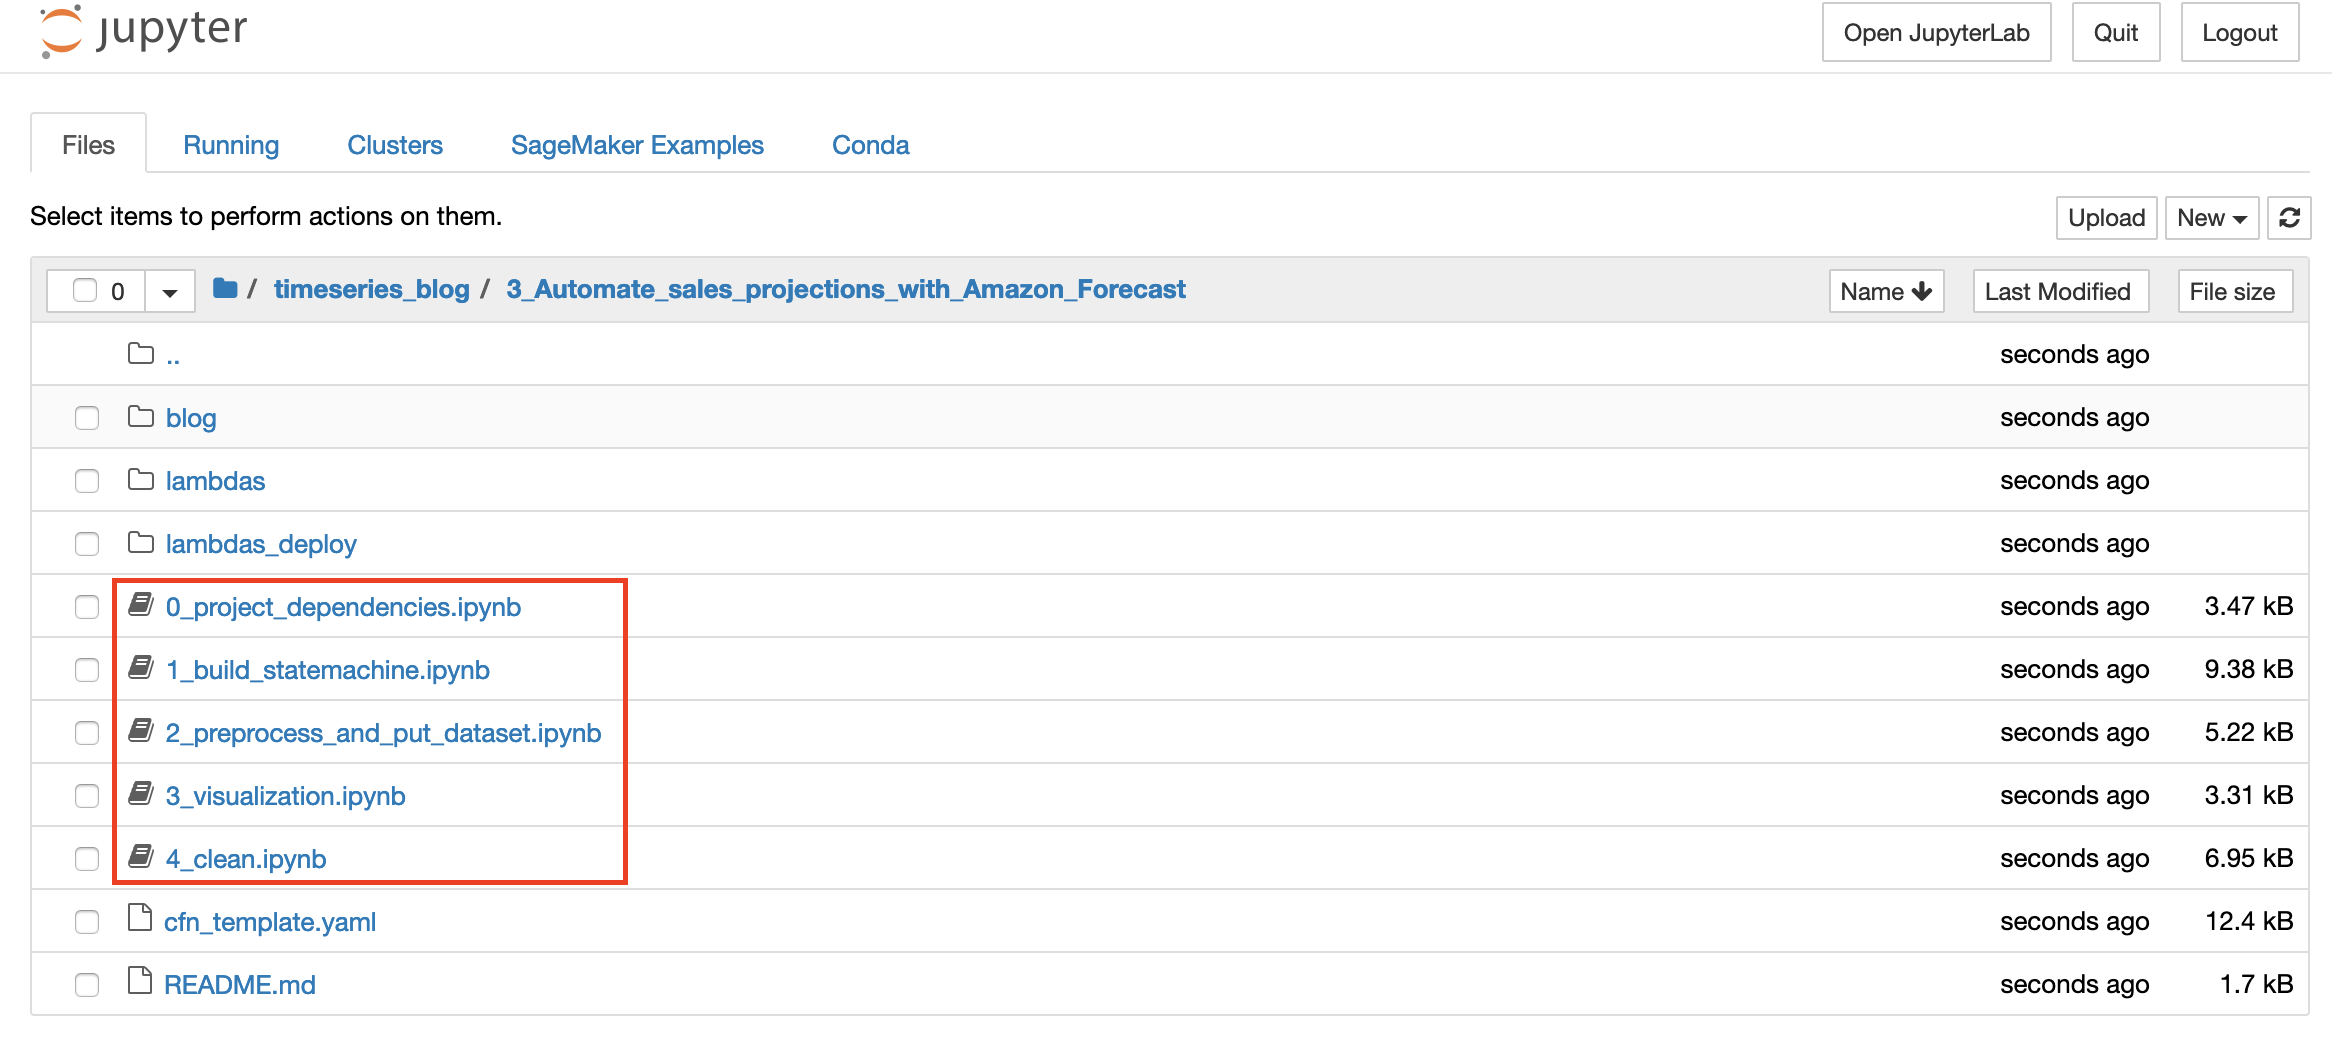 jupyter Open JupyterLab Quit Logout
Files Running Clusters SageMaker Examples Conda
Select items to perform actions on them. Upload New
0 / timeseries_blog / 3_Automate_sales_projections_with_Amazon_Forecast Name Last Modified File size
.. seconds ago
blog seconds ago
lambdas seconds ago
lambdas_deploy seconds ago
0_project_dependencies.ipynb seconds ago 3.47 kB
1_build_statemachine.ipynb seconds ago 9.38 kB
2_preprocess_and_put_dataset.ipynb seconds ago 5.22 kB
3_visualization.ipynb seconds ago 3.31 kB
4_clean.ipynb seconds ago 6.95 kB
cfn_template.yaml seconds ago 12.4 kB
README.md seconds ago 1.7 kB